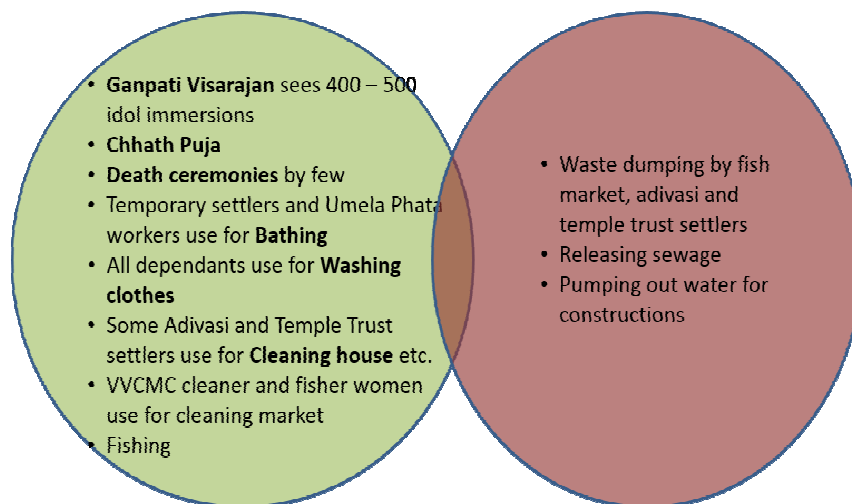 • Ganpati Visarajan sees 400 – 500
idol immersions
• Chhath Puja
• Death ceremonies by few
• Temporary settlers and Umela Phata
workers use for Bathing
• All dependants use for Washing
clothes
• Some Adivasi and Temple Trust
settlers use for Cleaning house etc.
• VVCMC cleaner and fisher women
use for cleaning market
• Fishing
• Waste dumping by fish
market, adivasi and
temple trust settlers
• Releasing sewage
• Pumping out water for
constructions